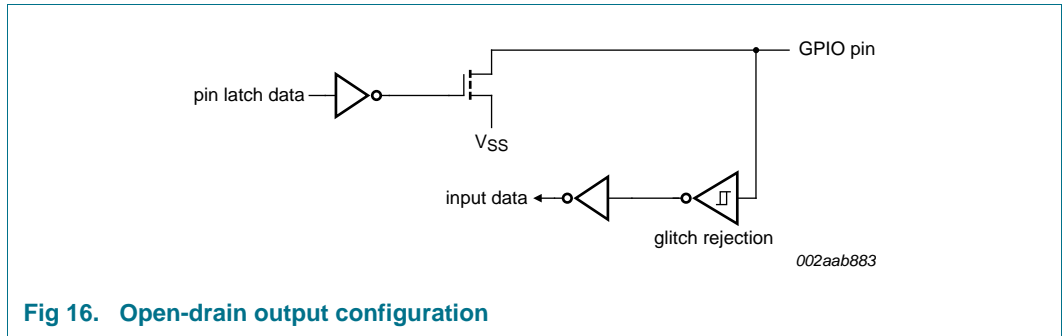 GPIO pin
pin latch data
VSS
input data
glitch rejection
002aab883
Fig 16. Open-drain output configuration